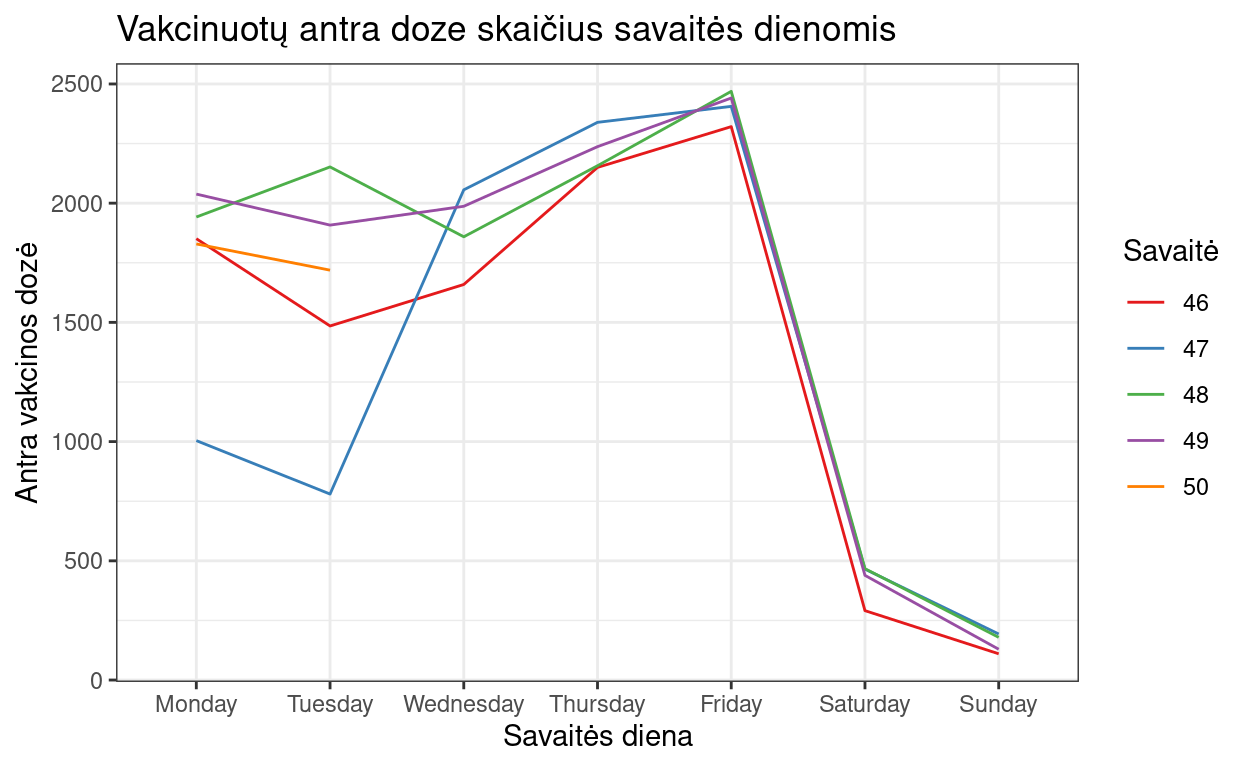 Vakcinuotų antra doze skaičius savaitės dienomis
Antra vakcinos dozė
2500
2000
1500
1000
500
0
Monday Tuesday Wednesday Thursday Friday Saturday Sunday
Savaitės diena
Savaitė
46
47
48
49
50